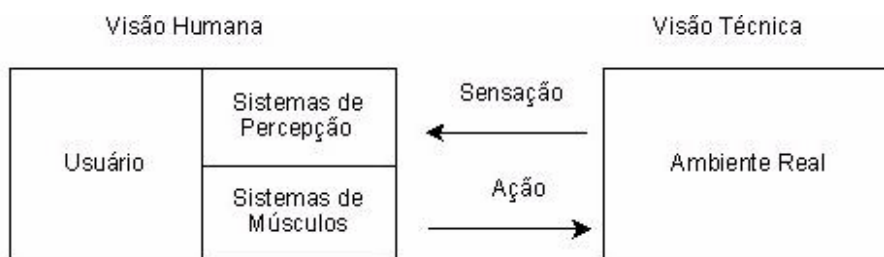 Visão Humana
Visão Técnica
Usuário
Sistemas de
Percepção
Sistemas de
Músculos
Sensação
Ação
Ambiente Real